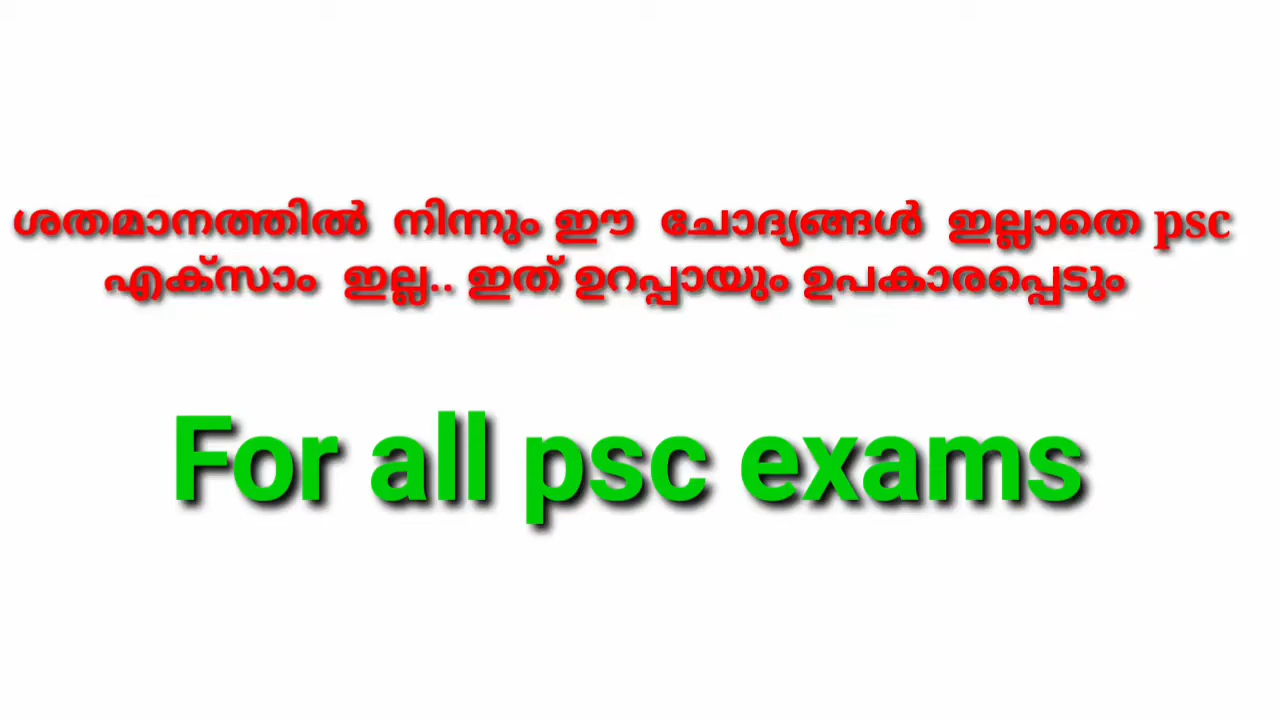 ശതമാനത്തിൽ നിന്നും ഈ ചോദ്യങ്ങൾ ഇല്ലാതെ psc
എക്സാം ഇല്ല.. ഇത് ഉറപ്പായും ഉപകാരപ്പെടും
For all psc exams